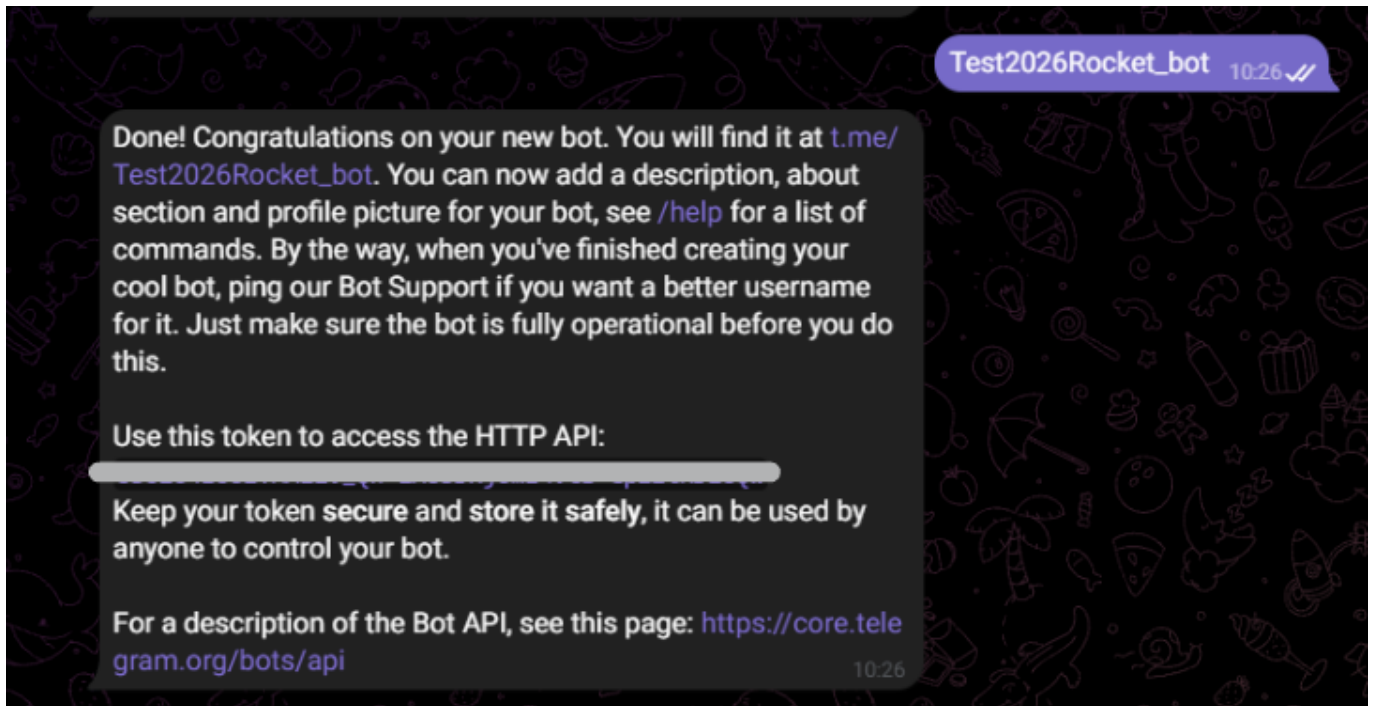 Test2026Rocket_bot 10:26
Done! Congratulations on your new bot. You will find it at t.me/
Test2026Rocket_bot. You can now add a description, about
section and profile picture for your bot, see /help for a list of
commands. By the way, when you've finished creating your
cool bot, ping our Bot Support if you want a better username
for it. Just make sure the bot is fully operational before you do
this.
Use this token to access the HTTP API:
Keep your token secure and store it safely, it can be used by
anyone to control your bot.
For a description of the Bot API, see this page: https://core.tele
gram.org/bots/api 10:26